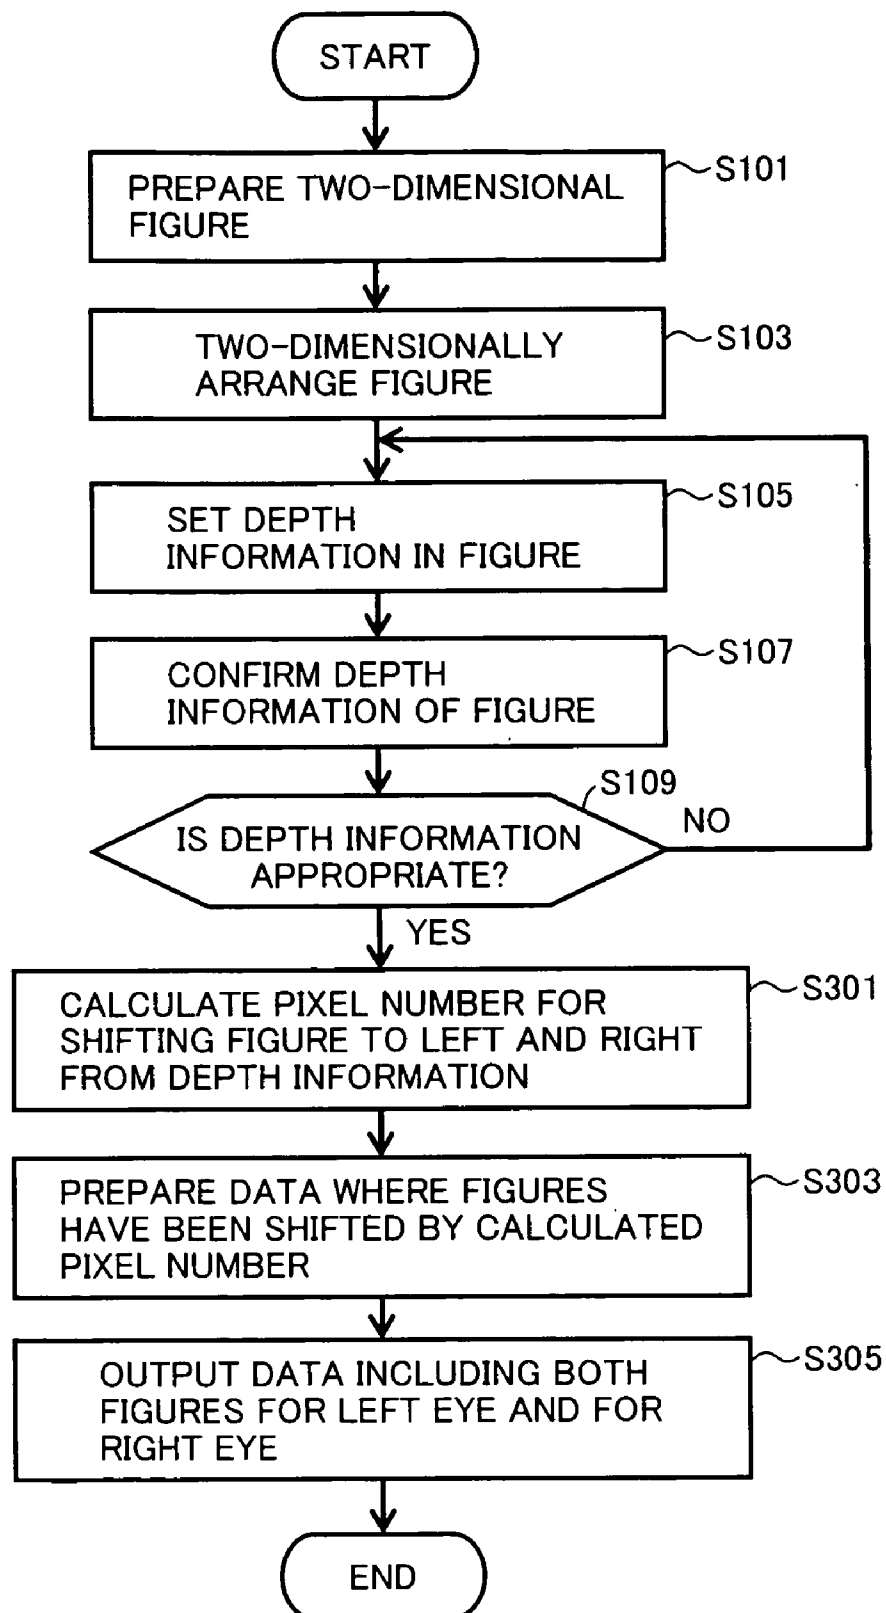 START
S101
PREPARE TWO-DIMENSIONAL
FIGURE
S103
TWO-DIMENSIONALLY
ARRANGE FIGURE
S105
SET DEPTH
INFORMATION IN FIGURE
S107
CONFIRM DEPTH
INFORMATION OF FIGURE
S109
NO
IS DEPTH INFORMATION
APPROPRIATE?
YES
S301
CALCULATE PIXEL NUMBER FOR
SHIFTING FIGURE TO LEFT AND RIGHT
FROM DEPTH INFORMATION
S303
PREPARE DATA WHERE FIGURES
HAVE BEEN SHIFTED BY CALCULATED
PIXEL NUMBER
S305
OUTPUT DATA INCLUDING BOTH
FIGURES FOR LEFT EYE AND FOR
RIGHT EYE
END